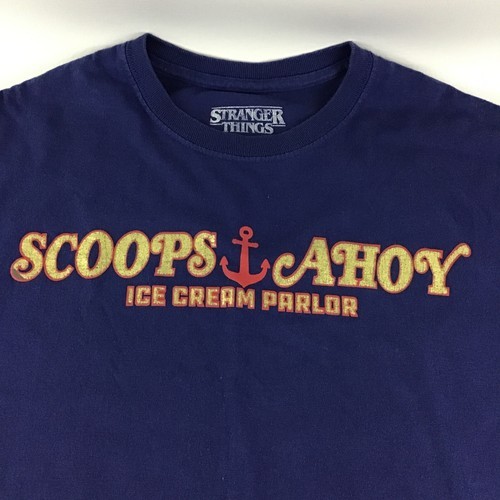 STRANGER
THINGS
SCOOPS AHOY
ICE CREAM PARLOR